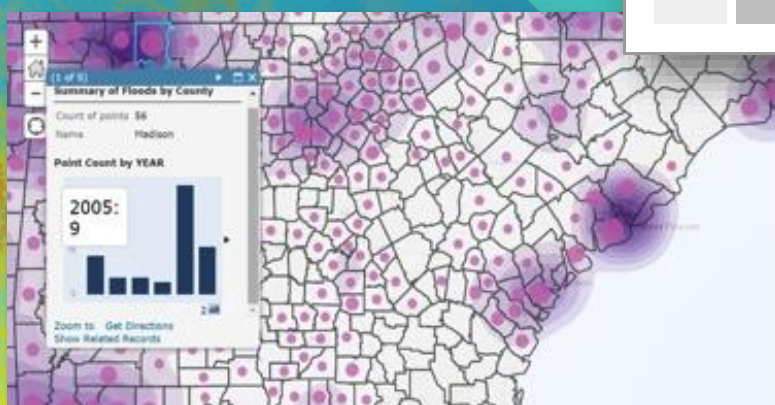 +
−
(1 of 5)
Summary of Floods by County
Count of points 56
Name Madison
Point Count by YEAR
2005:
9
0
Zoom to Get Directions
Show Related Records